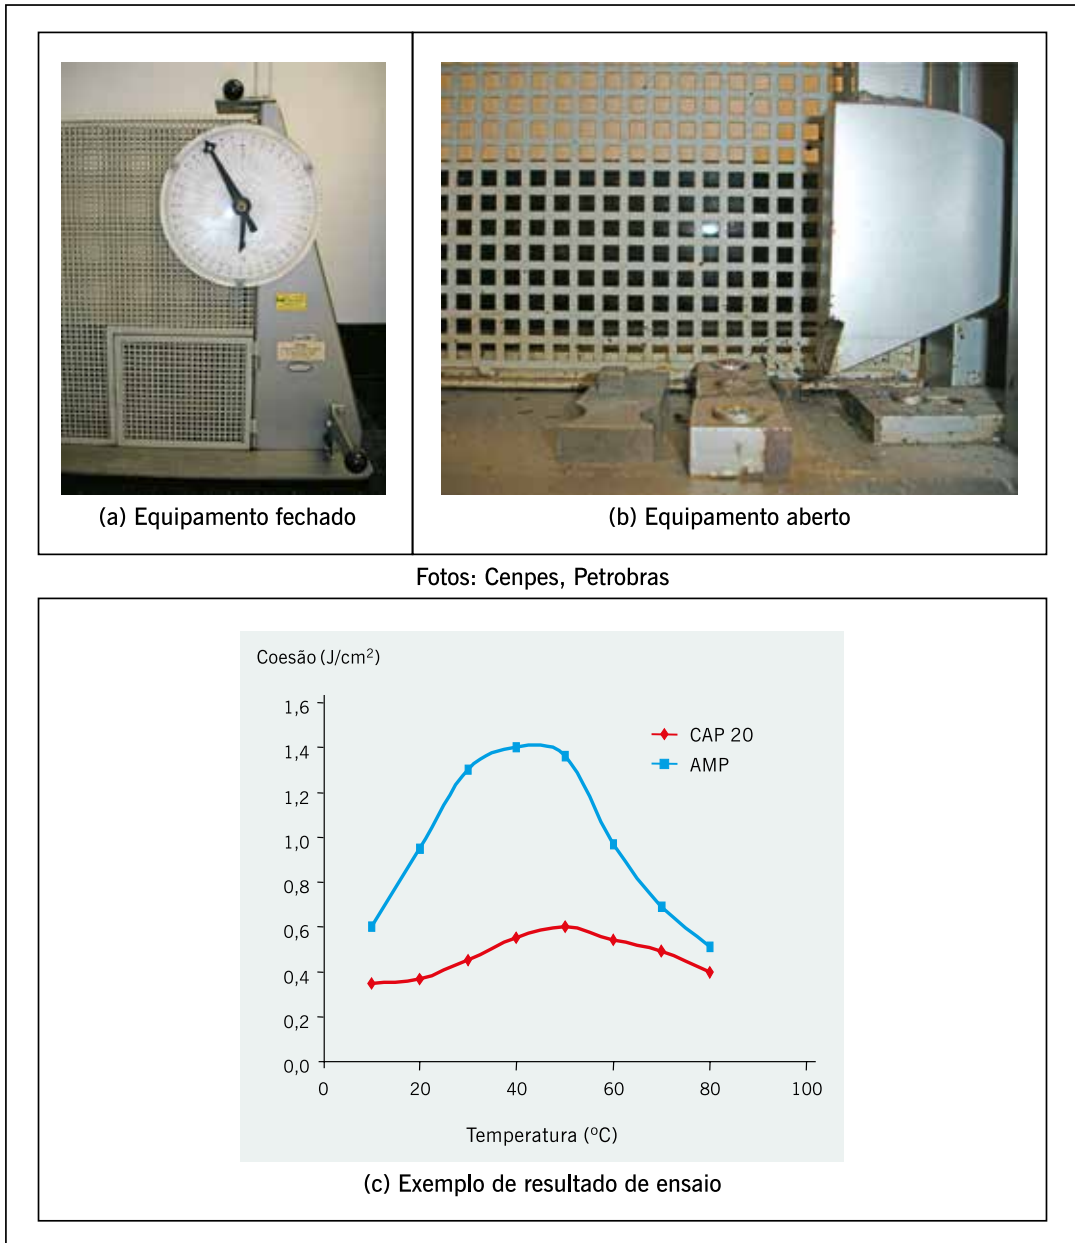 (a) Equipamento fechado
(b) Equipamento aberto
Fotos: Cenpes, Petrobras
Coesão (J/cm²)
1,6
1,4
1,2
1,0
0,8
0,6
0,4
0,2
0,0
CAP 20
AMP
0 20 40 60 80 100
Temperatura (ºC)
(c) Exemplo de resultado de ensaio